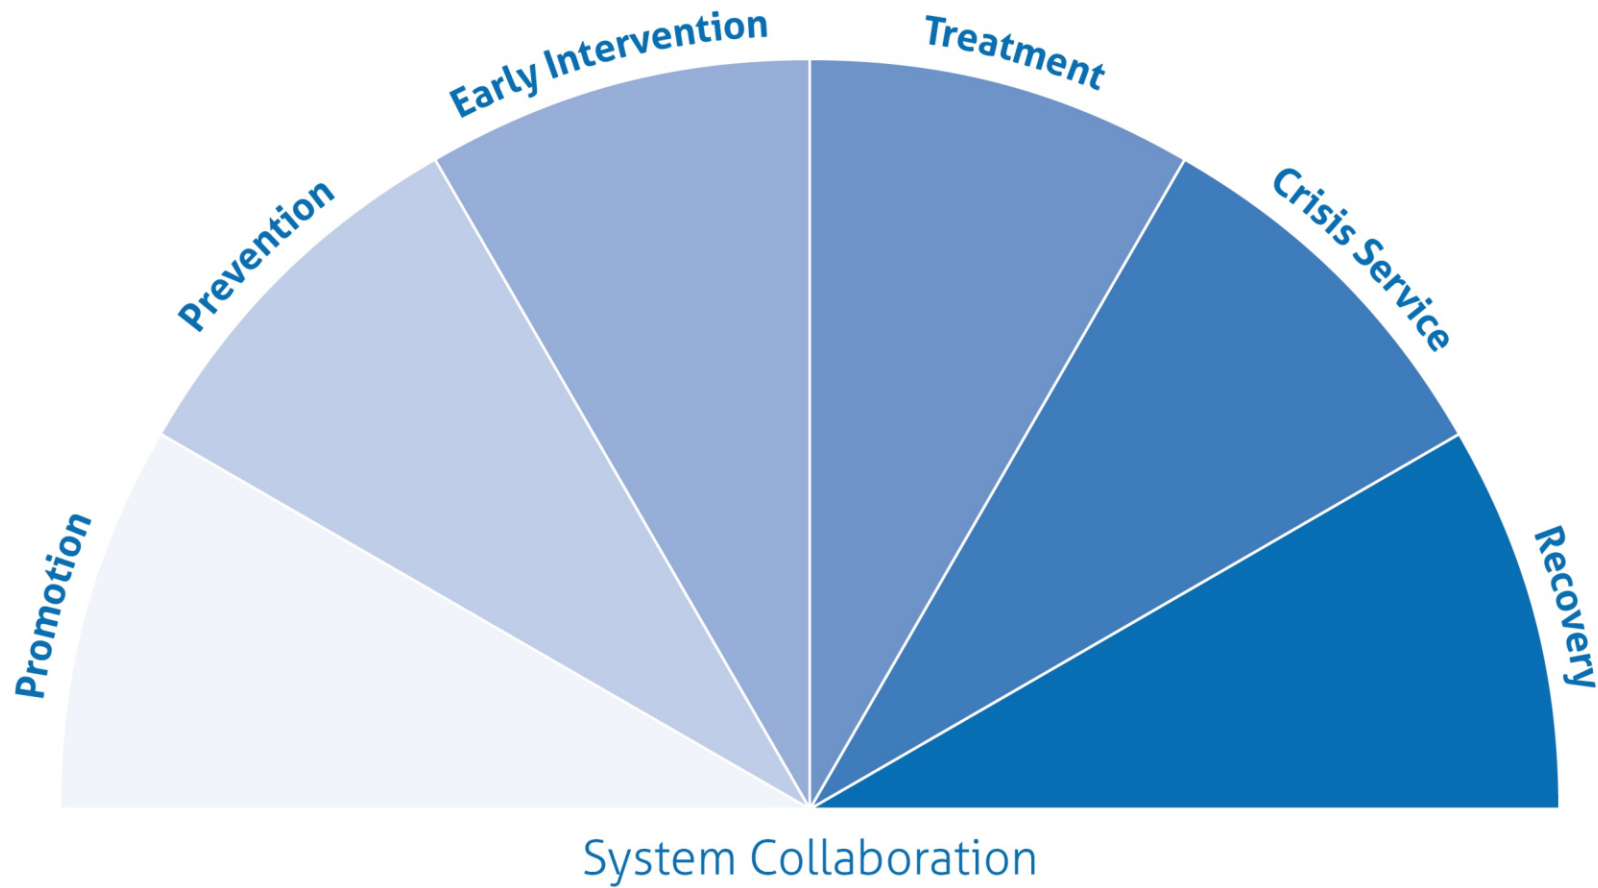 Promotion
Prevention
Early Intervention
Treatment
Crisis Service
Recovery
System Collaboration